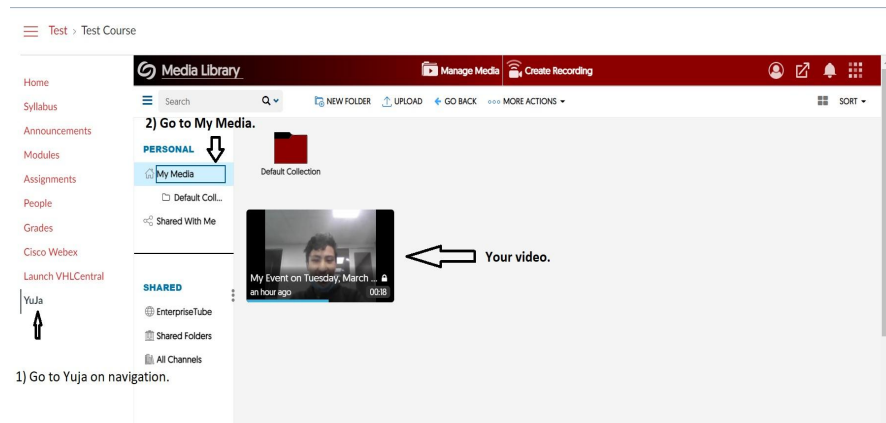 Test > Test Course
Home
Syllabus
Announcements
Modules
Assignments
People
Grades
Cisco Webex
Launch VHLCentral
YuJa
1) Go to Yuja on navigation.
Media Library
Manage Media
Create Recording
Search
NEW FOLDER
UPLOAD
GO BACK
MORE ACTIONS
SORT
2) Go to My Media.
PERSONAL
My Media
Default Coll...
Shared With Me
SHARED
EnterpriseTube
Shared Folders
All Channels
Default Collection
My Event on Tuesday, March ...
an hour ago 00:18
Your video.